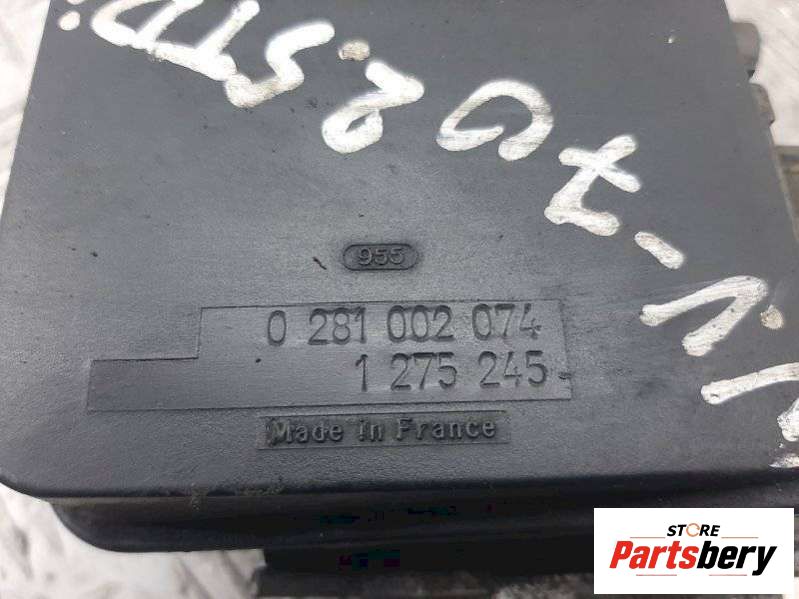 955
0 281 002 074
1 275 245
Made in France
STORE
Partsbery